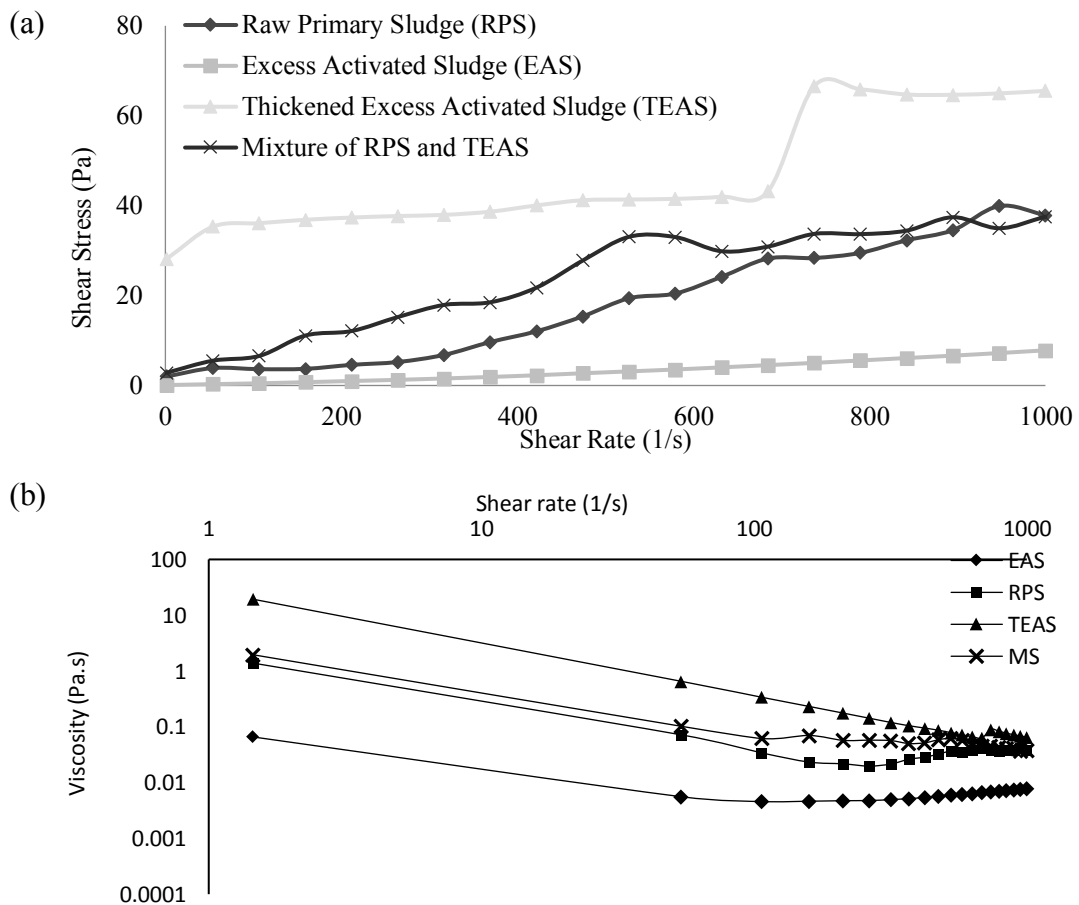 (a)
80
60
40
20
0
Shear Stress (Pa)
Raw Primary Sludge (RPS)
Excess Activated Sludge (EAS)
Thickened Excess Activated Sludge (TEAS)
Mixture of RPS and TEAS
0 200 400 600 800 1000
Shear Rate (1/s)
(b)
Shear rate (1/s)
1 10 100 1000
100
10
1
0.1
0.01
0.001
0.0001
Viscosity (Pa.s)
EAS
RPS
TEAS
MS